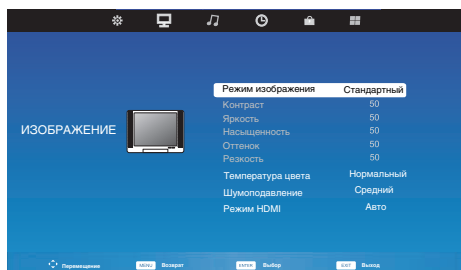 Режим изображения Стандартный
Контраст 50
Яркость 50
ИЗОБРАЖЕНИЕ
Насыщенность 50
Оттенок 50
Резкость 50
Температура цвета Нормальный
Шумоподавление Средний
Режим HDMI Авто
Перемещение MENU Возврат ENTER Выбор EXIT Выход